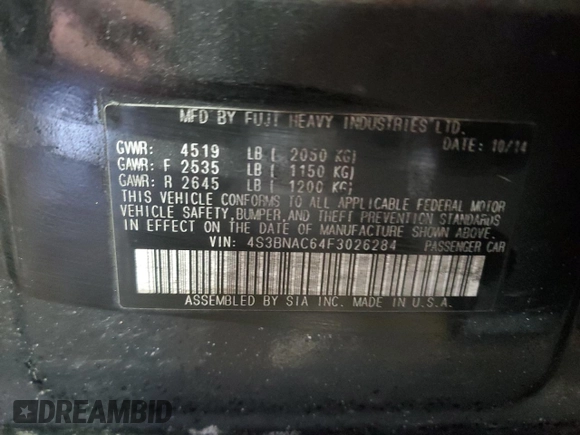 MFD BY FUJI HEAVY INDUSTRIES LTD.
DATE: 10/14
GVWR: 4519 LB ( 2050 KG)
GAWR: F 2535 LB ( 1150 KG)
GAWR: R 2645 LB ( 1200 KG)
THIS VEHICLE CONFORMS TO ALL APPLICABLE FEDERAL MOTOR
VEHICLE SAFETY, BUMPER, AND THEFT PREVENTION STANDARDS
IN EFFECT ON THE DATE OF MANUFACTURE SHOWN ABOVE.
VIN: 4S3BNAC64F3026284 PASSENGER CAR
ASSEMBLED BY SIA INC. MADE IN U.S.A.
DREAMBID